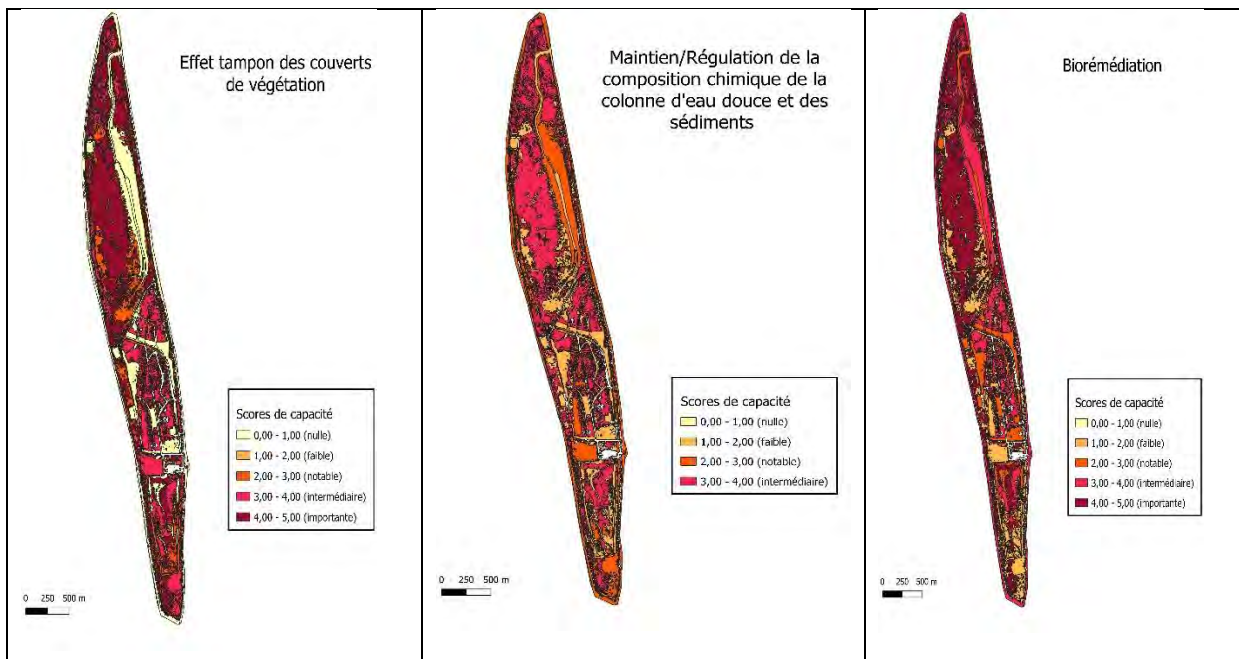 Effet tampon des couverts
de végétation
Scores de capacité
0,00 - 1,00 (nulle)
1,00 - 2,00 (faible)
2,00 - 3,00 (notable)
3,00 - 4,00 (intermédiaire)
4,00 - 5,00 (importante)
0 250 500 m
Maintien/Régulation de la
composition chimique de la
colonne d'eau douce et des
sédiments
Scores de capacité
0,00 - 1,00 (nulle)
1,00 - 2,00 (faible)
2,00 - 3,00 (notable)
3,00 - 4,00 (intermédiaire)
0 250 500 m
Biorémédiation
Scores de capacité
0,00 - 1,00 (nulle)
1,00 - 2,00 (faible)
2,00 - 3,00 (notable)
3,00 - 4,00 (intermédiaire)
4,00 - 5,00 (importante)
0 250 500 m